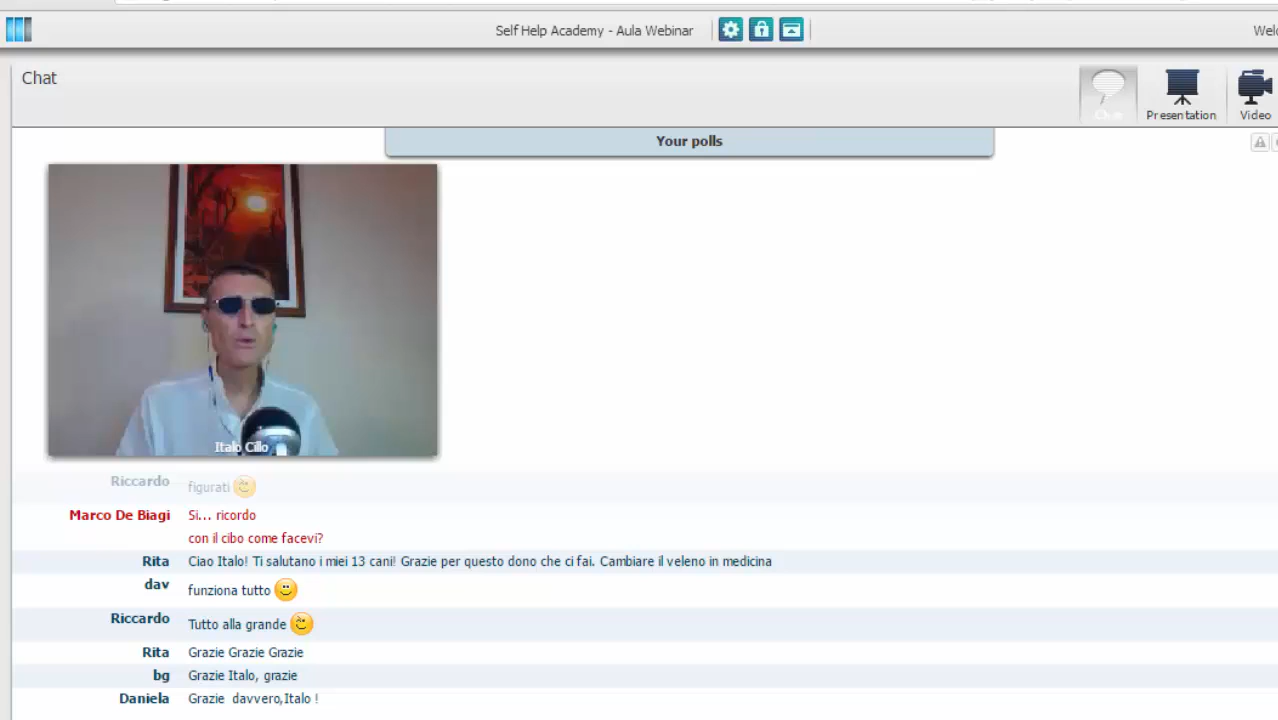 Self Help Academy - Aula Webinar
Chat
Presentation
Video
Your polls
Italo Cillo
Riccardo figurati
Marco De Biagi Si... ricordo
con il cibo come facevi?
Rita Ciao Italo! Ti salutano i miei 13 cani! Grazie per questo dono che ci fai. Cambiare il veleno in medicina
dav funziona tutto
Riccardo Tutto alla grande
Rita Grazie Grazie Grazie
bg Grazie Italo, grazie
Daniela Grazie davvero,Italo !